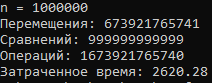 n = 1000000
Перемещения: 673921765741
Сравнений: 999999999999
Операций: 1673921765740
Затраченное время: 2620.28